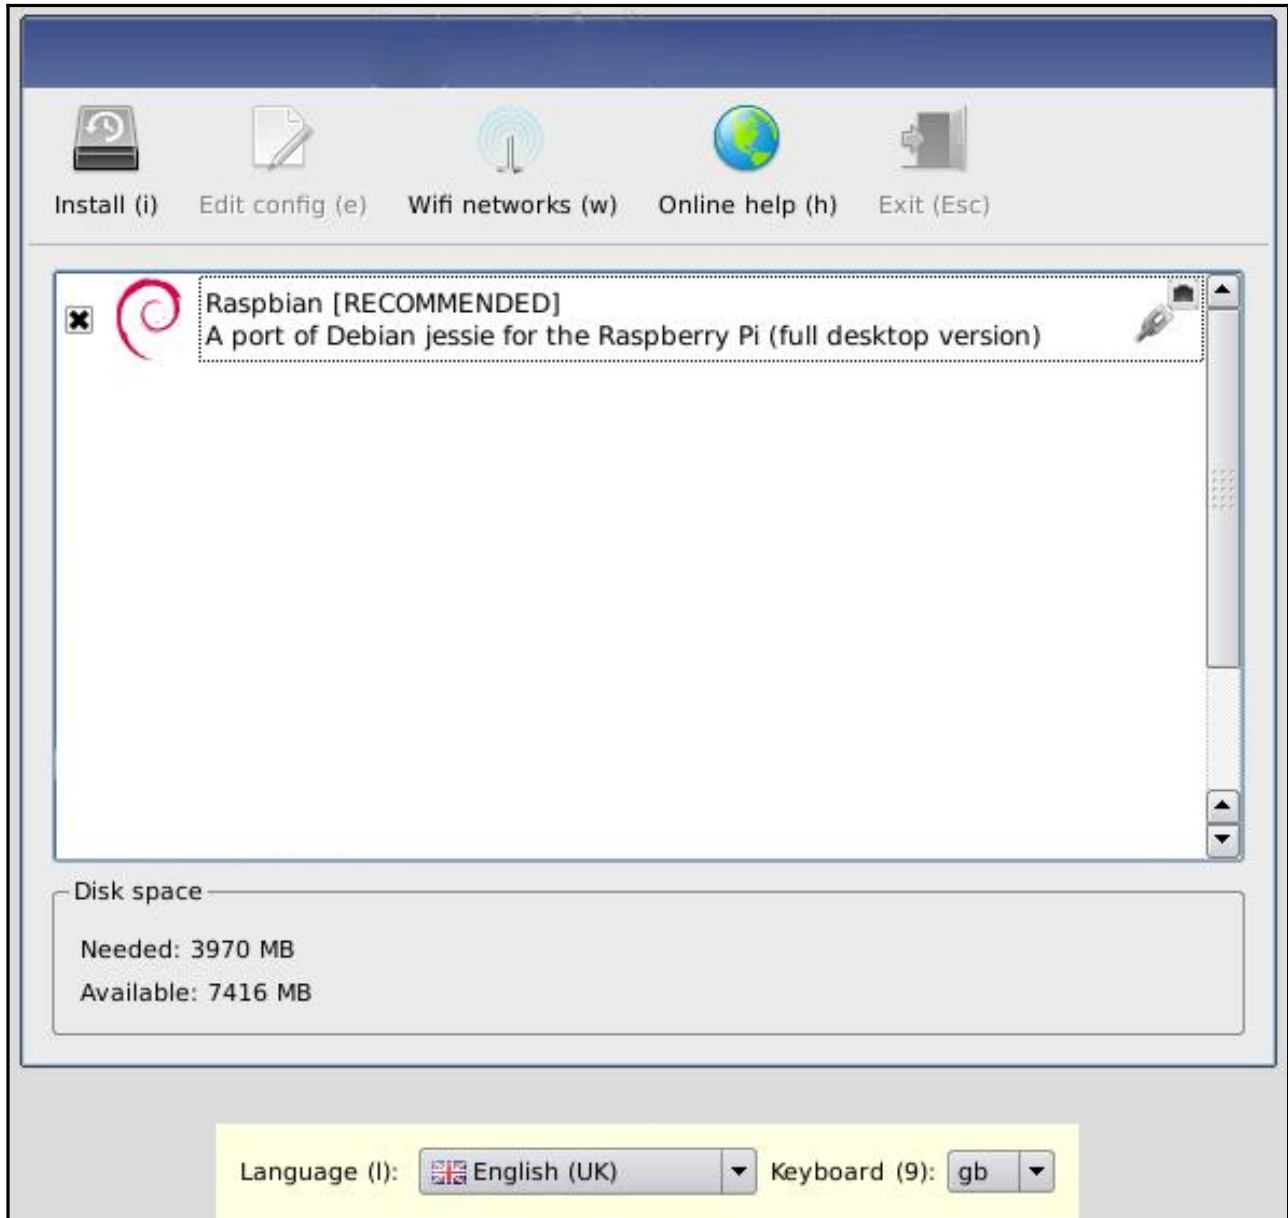 Install (i) Edit config (e) Wifi networks (w) Online help (h) Exit (Esc)
Raspbian [RECOMMENDED]
A port of Debian jessie for the Raspberry Pi (full desktop version)
Disk space
Needed: 3970 MB
Available: 7416 MB
Language (l): English (UK) Keyboard (9): gb